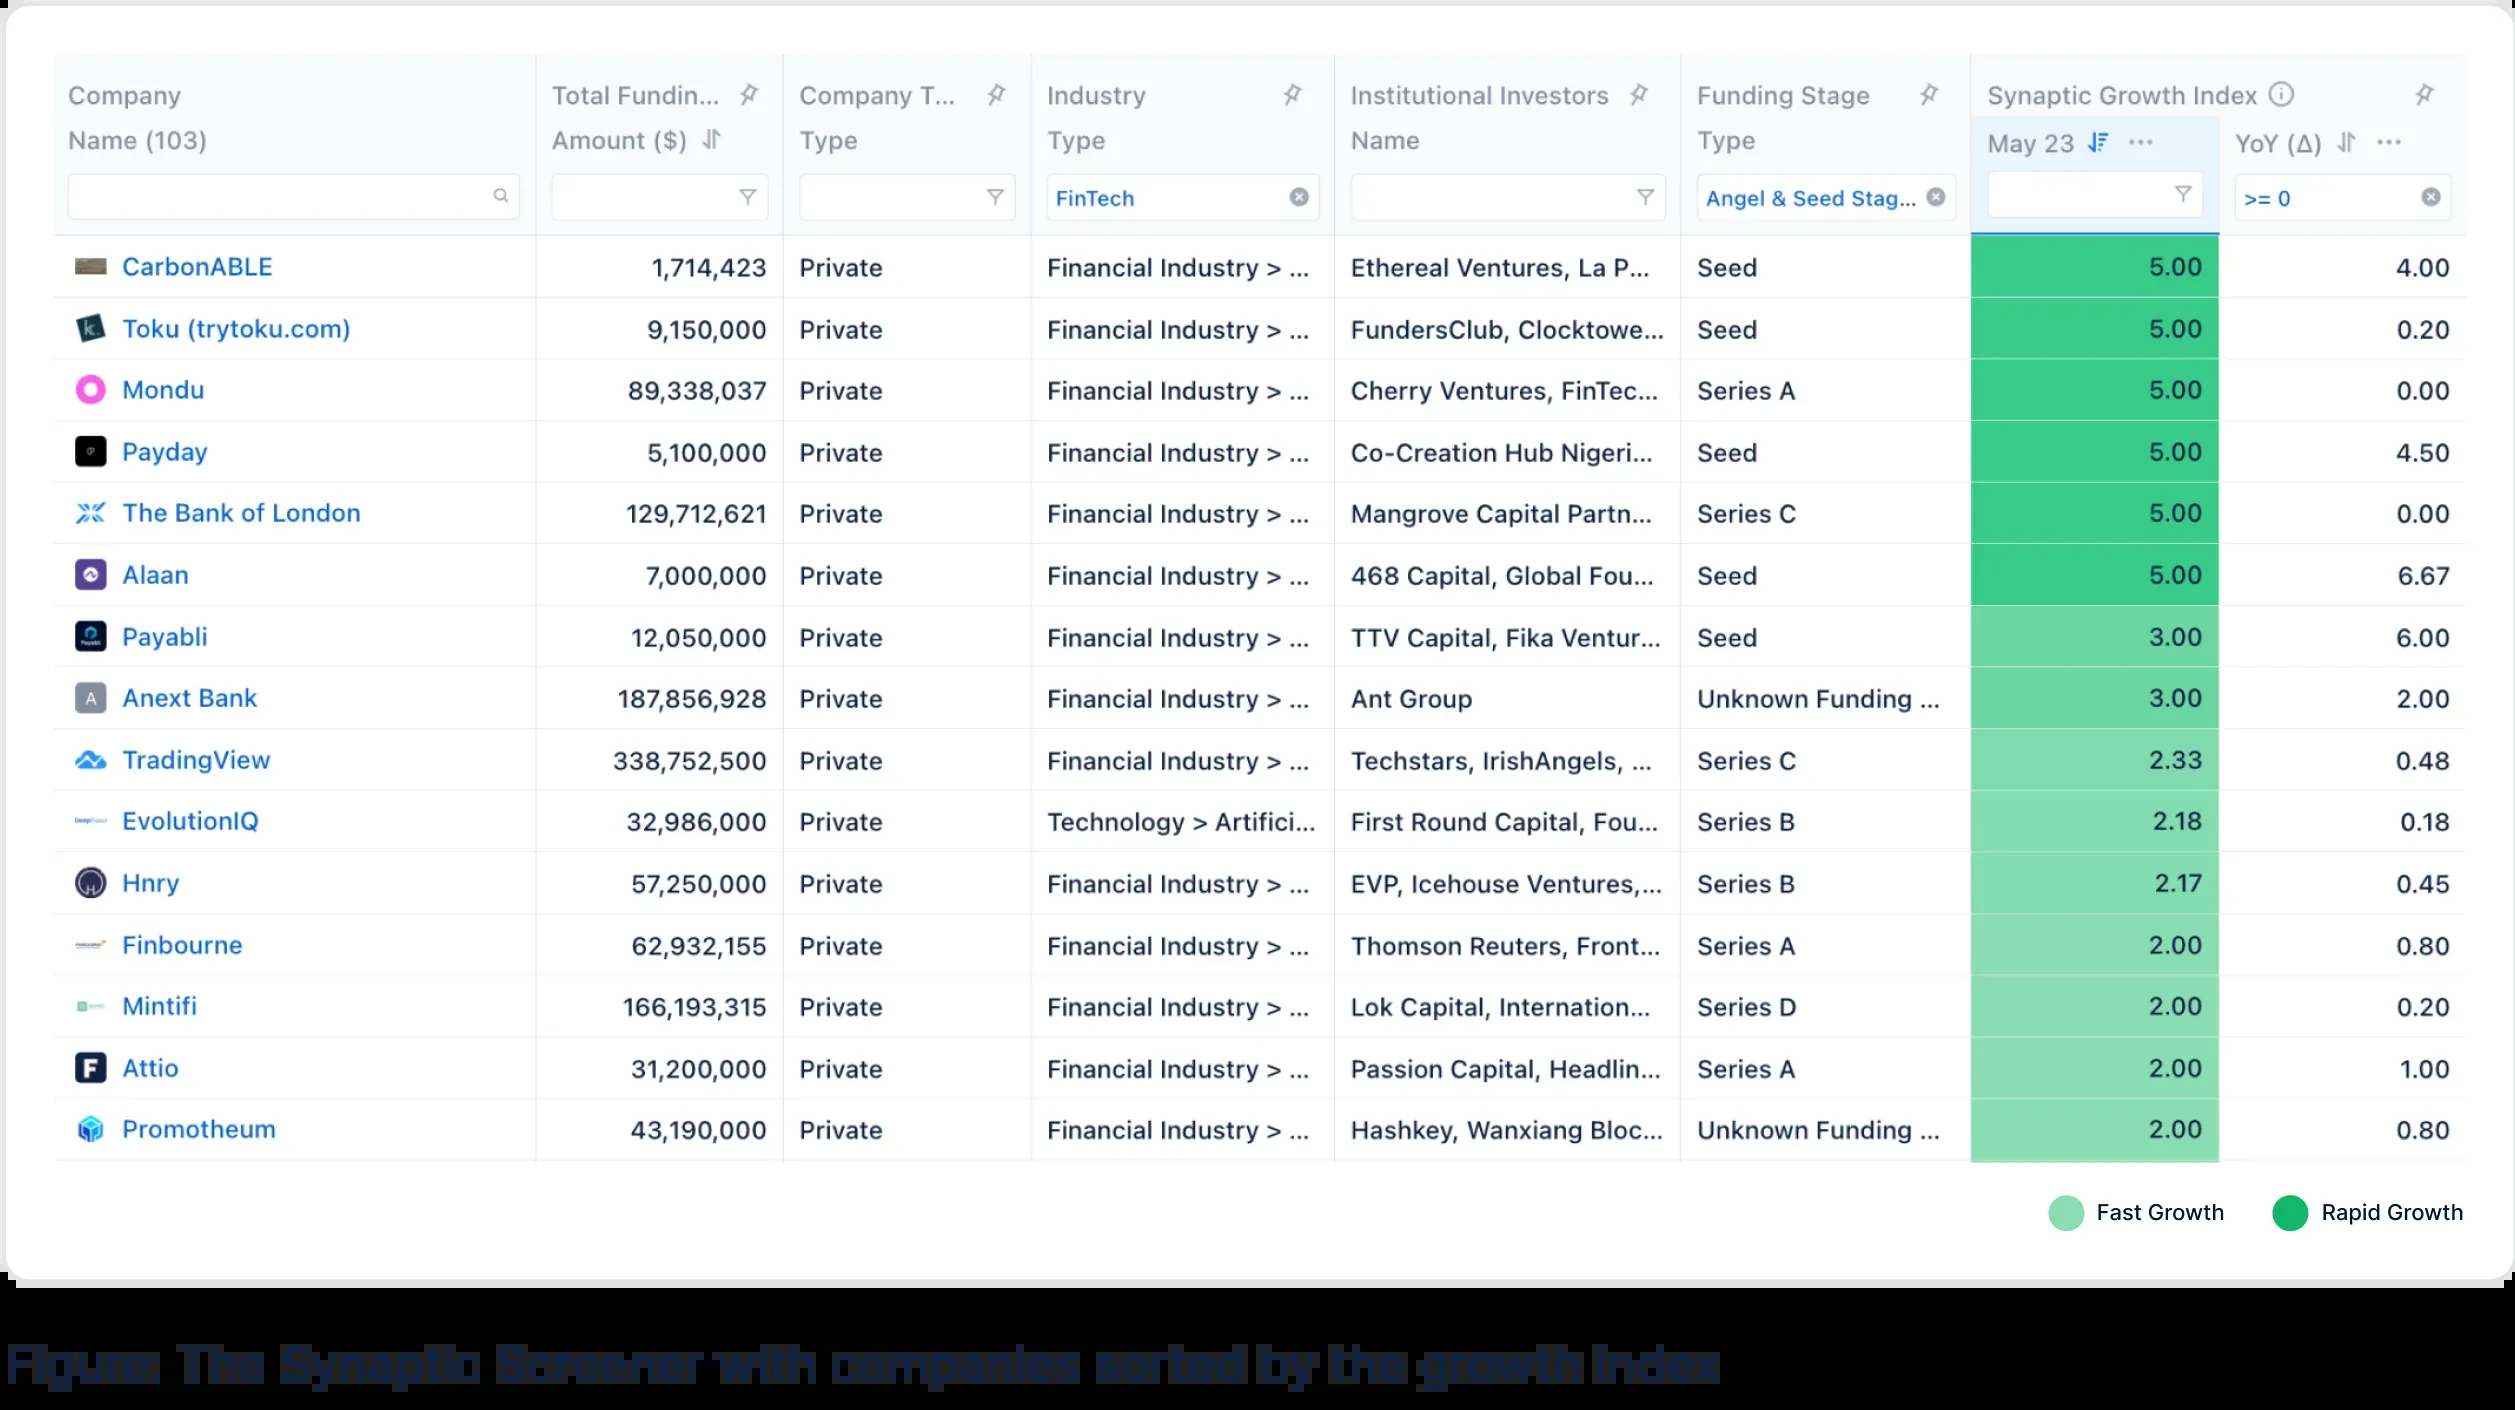 Company Total Fundin... Company T... Industry Institutional Investors Funding Stage Synaptic Growth Index
Name (103) Amount ($) Type Type Name Type May 23 YoY (Δ)
FinTech Angel & Seed Stag... >= 0
CarbonABLE 1,714,423 Private Financial Industry > ... Ethereal Ventures, La P... Seed 5.00 4.00
k. Toku (trytoku.com) 9,150,000 Private Financial Industry > ... FundersClub, Clocktowe... Seed 5.00 0.20
Mondu 89,338,037 Private Financial Industry > ... Cherry Ventures, FinTec... Series A 5.00 0.00
Payday 5,100,000 Private Financial Industry > ... Co-Creation Hub Nigeri... Seed 5.00 4.50
The Bank of London 129,712,621 Private Financial Industry > ... Mangrove Capital Partn... Series C 5.00 0.00
Alaan 7,000,000 Private Financial Industry > ... 468 Capital, Global Fou... Seed 5.00 6.67
Payabli 12,050,000 Private Financial Industry > ... TTV Capital, Fika Ventur... Seed 3.00 6.00
A Anext Bank 187,856,928 Private Financial Industry > ... Ant Group Unknown Funding ... 3.00 2.00
TradingView 338,752,500 Private Financial Industry > ... Techstars, IrishAngels, ... Series C 2.33 0.48
EvolutionIQ 32,986,000 Private Technology > Artifici... First Round Capital, Fou... Series B 2.18 0.18
H Hnry 57,250,000 Private Financial Industry > ... EVP, Icehouse Ventures,... Series B 2.17 0.45
Finbourne 62,932,155 Private Financial Industry > ... Thomson Reuters, Front... Series A 2.00 0.80
Mintifi 166,193,315 Private Financial Industry > ... Lok Capital, Internation... Series D 2.00 0.20
F Attio 31,200,000 Private Financial Industry > ... Passion Capital, Headlin... Series A 2.00 1.00
Promotheum 43,190,000 Private Financial Industry > ... Hashkey, Wanxiang Bloc... Unknown Funding ... 2.00 0.80
Fast Growth Rapid Growth
Figure: The Synaptic Screener with companies sorted by the growth index